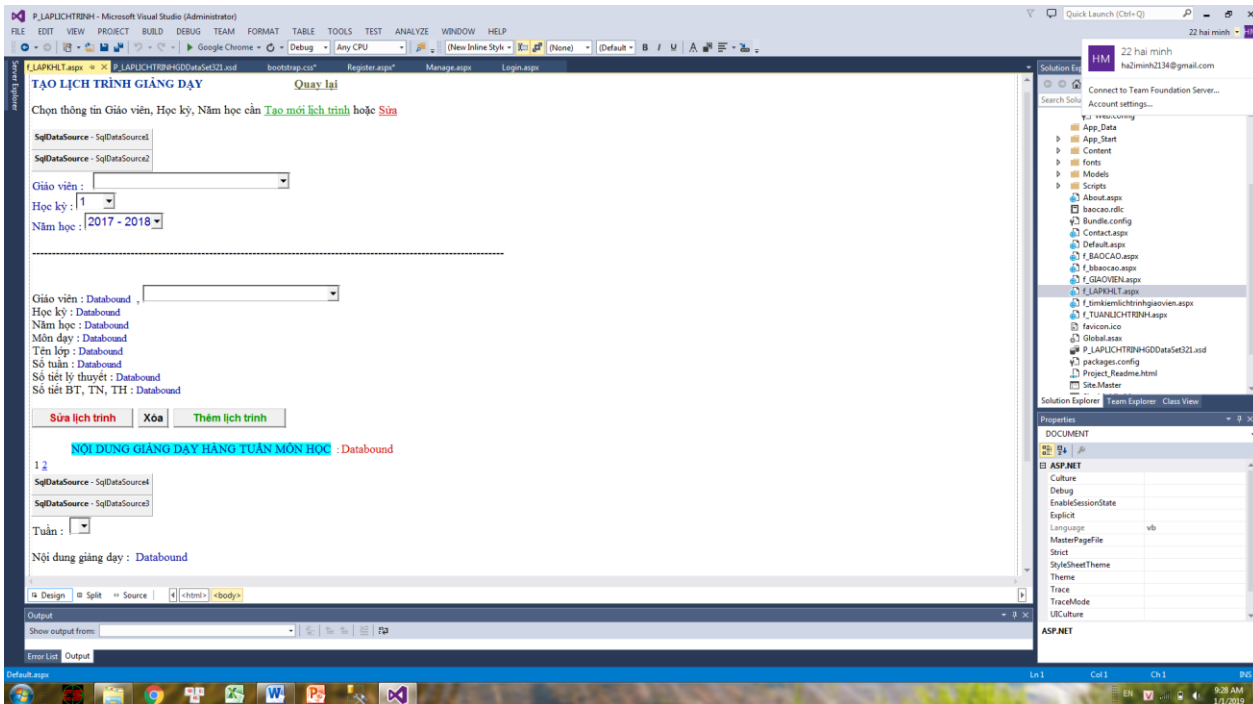 P_LAPLICHTRINH - Microsoft Visual Studio (Administrator)
Quick Launch (Ctrl+Q)
FILE EDIT VIEW PROJECT BUILD DEBUG TEAM FORMAT TABLE TOOLS TEST ANALYZE WINDOW HELP
22 hai minh
Google Chrome Debug Any CPU (New Inline Style (None) (Default B I U A
f_LAPKHLT.aspx P_LAPLICHTRINHGDDataSet321.xsd bootstrap.css* Register.aspx* Manage.aspx Login.aspx
HM
22 hai minh
ha2iminh2134@gmail.com
Connect to Team Foundation Server...
Account settings...
Server Explorer
TẠO LỊCH TRÌNH GIẢNG DẠY Quay lại
Chọn thông tin Giáo viên, Học kỳ, Năm học cần Tạo mới lịch trình hoặc Sửa
SqlDataSource - SqlDataSource1
SqlDataSource - SqlDataSource2
Giáo viên :
Học kỳ : 1
Năm học : 2017 - 2018
------------------------------------------------------------------------------------------------------------------------
Giáo viên : Databound ,
Học kỳ : Databound
Năm học : Databound
Môn dạy : Databound
Tên lớp : Databound
Số tuần : Databound
Số tiết lý thuyết : Databound
Số tiết BT, TN, TH : Databound
Sửa lịch trình Xóa Thêm lịch trình
NỘI DUNG GIẢNG DẠY HÀNG TUẦN MÔN HỌC : Databound
1 2
SqlDataSource - SqlDataSource4
SqlDataSource - SqlDataSource3
Tuần :
Nội dung giảng dạy : Databound
Design Split Source <html> <body>
Output
Show output from:
Error List Output
Solution Exp
Search Solu
Web.config
App_Data
App_Start
Content
fonts
Models
Scripts
About.aspx
baocao.rdlc
Bundle.config
Contact.aspx
Default.aspx
f_BAOCAO.aspx
f_bbaocao.aspx
f_GIAOVIEN.aspx
f_LAPKHLT.aspx
f_timkiemlichtrinhgiaovien.aspx
f_TUANLICHTRINH.aspx
favicon.ico
Global.asax
P_LAPLICHTRINHGDDataSet321.xsd
packages.config
Project_Readme.html
Site.Master
Solution Explorer Team Explorer Class View
Properties
DOCUMENT
ASP.NET
Culture
Debug
EnableSessionState
Explicit
Language vb
MasterPageFile
Strict
StyleSheetTheme
Theme
Trace
TraceMode
UICulture
ASP.NET
Default.aspx Ln 1 Col 1 Ch 1 INS
EN 9:28 AM
1/1/2019